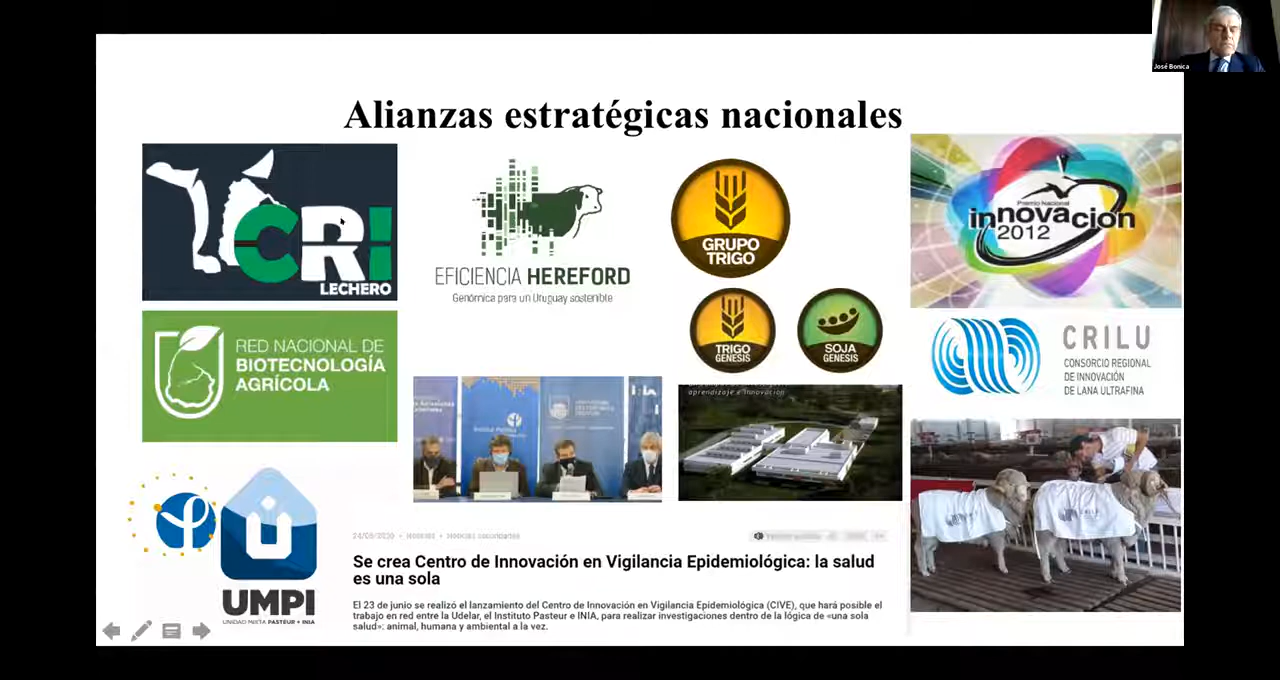 José Bonica
Alianzas estratégicas nacionales
CRI
LECHERO
EFICIENCIA HEREFORD
Genómica para un Uruguay sostenible
GRUPO
TRIGO
TRIGO
GENESIS
SOJA
GENESIS
Premio Nacional
innovacion
2012
RED NACIONAL DE
BIOTECNOLOGÍA
AGRÍCOLA
CRILU
CONSORCIO REGIONAL
DE INNOVACIÓN
DE LANA ULTRAFINA
aprendizaje e innovación
CRILU
UMPI
UNIDAD MIXTA PASTEUR + INIA
Se crea Centro de Innovación en Vigilancia Epidemiológica: la salud
es una sola
El 23 de junio se realizó el lanzamiento del Centro de Innovación en Vigilancia Epidemiológica (CIVE), que hará posible el
trabajo en red entre la Udelar, el Instituto Pasteur e INIA, para realizar investigaciones dentro de la lógica de «una sola
salud»: animal, humana y ambiental a la vez.